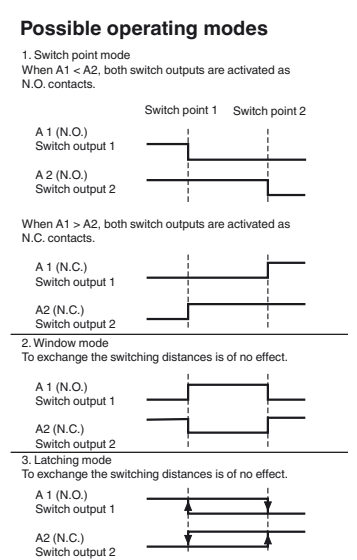 Possible operating modes
1. Switch point mode
When A1 < A2, both switch outputs are activated as
N.O. contacts.
Switch point 1 Switch point 2
A 1 (N.O.)
Switch output 1
A 2 (N.O.)
Switch output 2
When A1 > A2, both switch outputs are activated as
N.C. contacts.
A 1 (N.C.)
Switch output 1
A2 (N.C.)
Switch output 2
2. Window mode
To exchange the switching distances is of no effect.
A 1 (N.O.)
Switch output 1
A2 (N.C.)
Switch output 2
3. Latching mode
To exchange the switching distances is of no effect.
A 1 (N.O.)
Switch output 1
A2 (N.C.)
Switch output 2